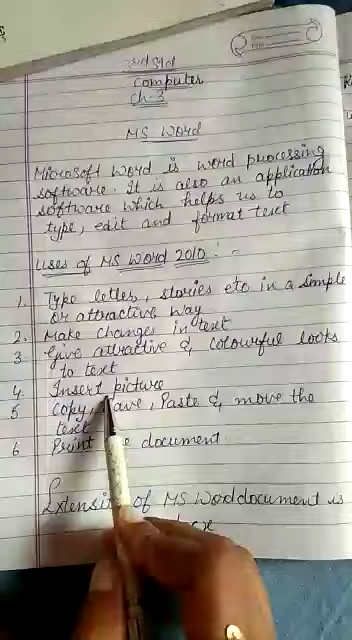 3rd Std
Computer
Ch-3
MS WORD
Microsoft Word is word processing
software. It is also an application
software which helps us to
type, edit and format text
Uses of MS Word 2010:-
1. Type letter, stories etc in a simple
or attractive way
2. Make changes in text
3 Give attractive & colourful looks
to text
4. Insert picture
5 Copy, Save, Paste & move the
text
6 Print document
of MS Word document is